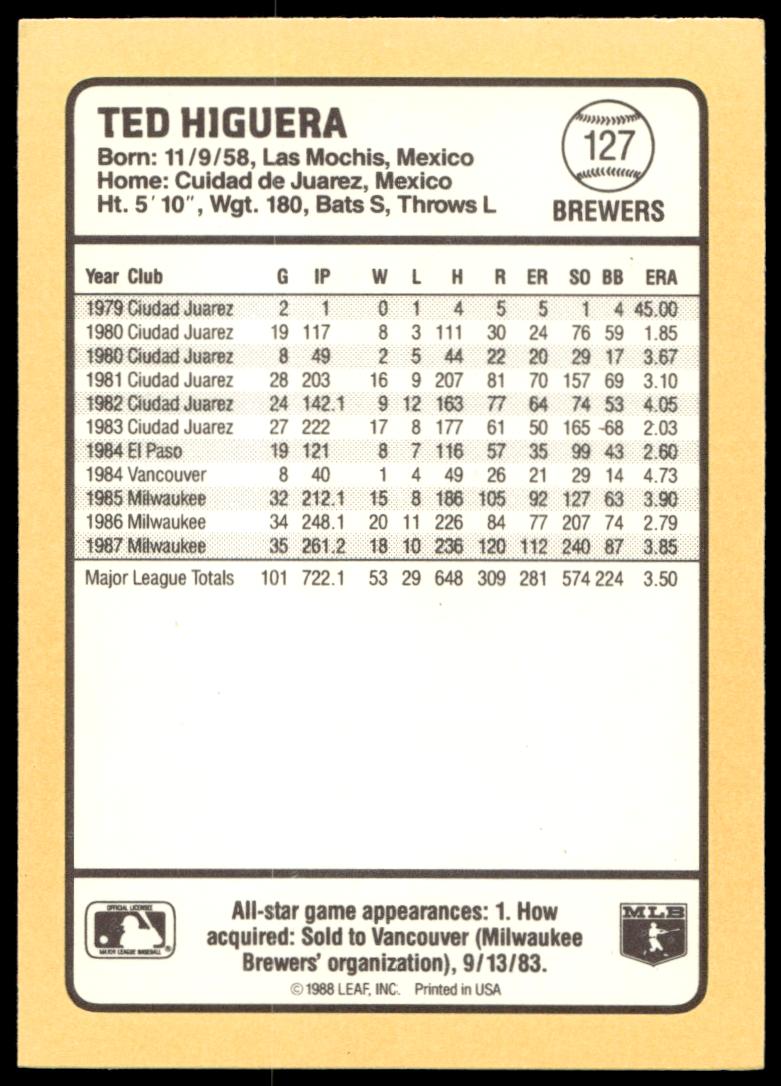 TED HIGUERA
Born: 11/9/58, Las Mochis, Mexico
Home: Cuidad de Juarez, Mexico
Ht. 5' 10", Wgt. 180, Bats S, Throws L
127
BREWERS
Year Club G IP W L H R ER SO BB ERA
1979 Ciudad Juarez 2 1 0 1 4 5 5 1 4 45.00
1980 Ciudad Juarez 19 117 8 3 111 30 24 76 59 1.85
1980 Ciudad Juarez 8 49 2 5 44 22 20 29 17 3.67
1981 Ciudad Juarez 28 203 16 9 207 81 70 157 69 3.10
1982 Ciudad Juarez 24 142.1 9 12 163 77 64 74 53 4.05
1983 Ciudad Juarez 27 222 17 8 177 61 50 165 -68 2.03
1984 El Paso 19 121 8 7 116 57 35 99 43 2.60
1984 Vancouver 8 40 1 4 49 26 21 29 14 4.73
1985 Milwaukee 32 212.1 15 8 186 105 92 127 63 3.90
1986 Milwaukee 34 248.1 20 11 226 84 77 207 74 2.79
1987 Milwaukee 35 261.2 18 10 236 120 112 240 87 3.85
Major League Totals 101 722.1 53 29 648 309 281 574 224 3.50
OFFICIAL LICENSEE
MAJOR LEAGUE BASEBALL ®
All-star game appearances: 1. How
acquired: Sold to Vancouver (Milwaukee
Brewers' organization), 9/13/83.
© 1988 LEAF, INC. Printed in USA
MLB